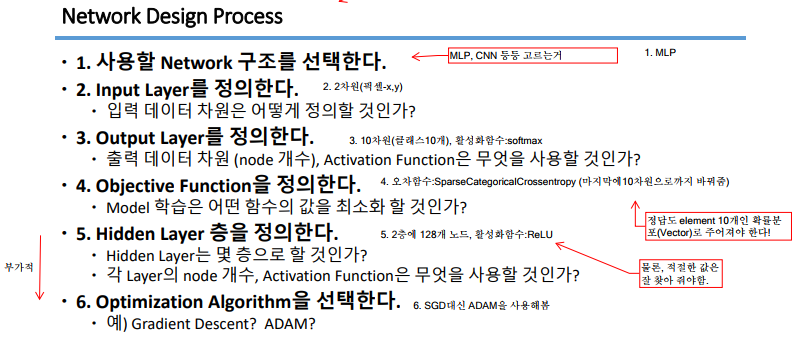 Network Design Process
• 1. 사용할 Network 구조를 선택한다.
MLP, CNN 등등 고르는거
1. MLP
• 2. Input Layer를 정의한다.
2. 2차원(픽셀-x,y)
• 입력 데이터 차원은 어떻게 정의할 것인가?
• 3. Output Layer를 정의한다.
3. 10차원(클래스10개), 활성화함수:softmax
• 출력 데이터 차원 (node 개수), Activation Function은 무엇을 사용할 것인가?
• 4. Objective Function을 정의한다.
4. 오차함수:SparseCategoricalCrossentropy (마지막에10차원으로까지 바꿔줌)
• Model 학습은 어떤 함수의 값을 최소화 할 것인가?
정답도 element 10개인 확률분
포(Vector)로 주어져야 한다!
• 5. Hidden Layer 층을 정의한다.
5. 2층에 128개 노드, 활성화함수:ReLU
• Hidden Layer는 몇 층으로 할 것인가?
• 각 Layer의 node 개수, Activation Function은 무엇을 사용할 것인가?
물론, 적절한 값은
잘 찾아 줘야함.
부가적
• 6. Optimization Algorithm을 선택한다.
6. SGD대신 ADAM을 사용해봄
• 예) Gradient Descent? ADAM?